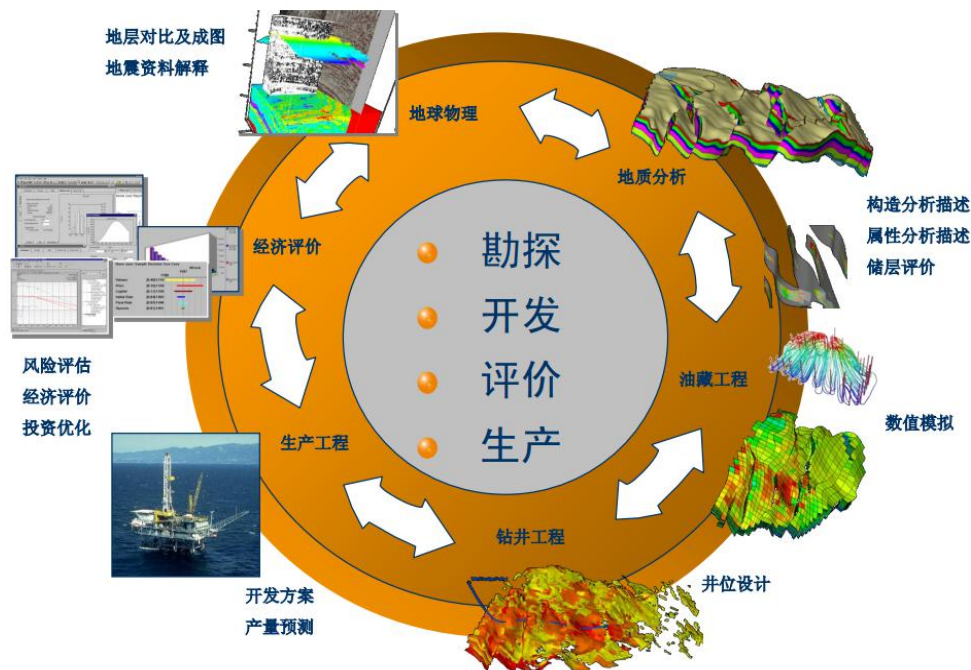 地层对比及成图
地震资料解释
地球物理
地质分析
构造分析描述
属性分析描述
储层评价
经济评价
勘探
开发
评价
生产
风险评估
经济评价
投资优化
油藏工程
数值模拟
生产工程
钻井工程
井位设计
开发方案
产量预测